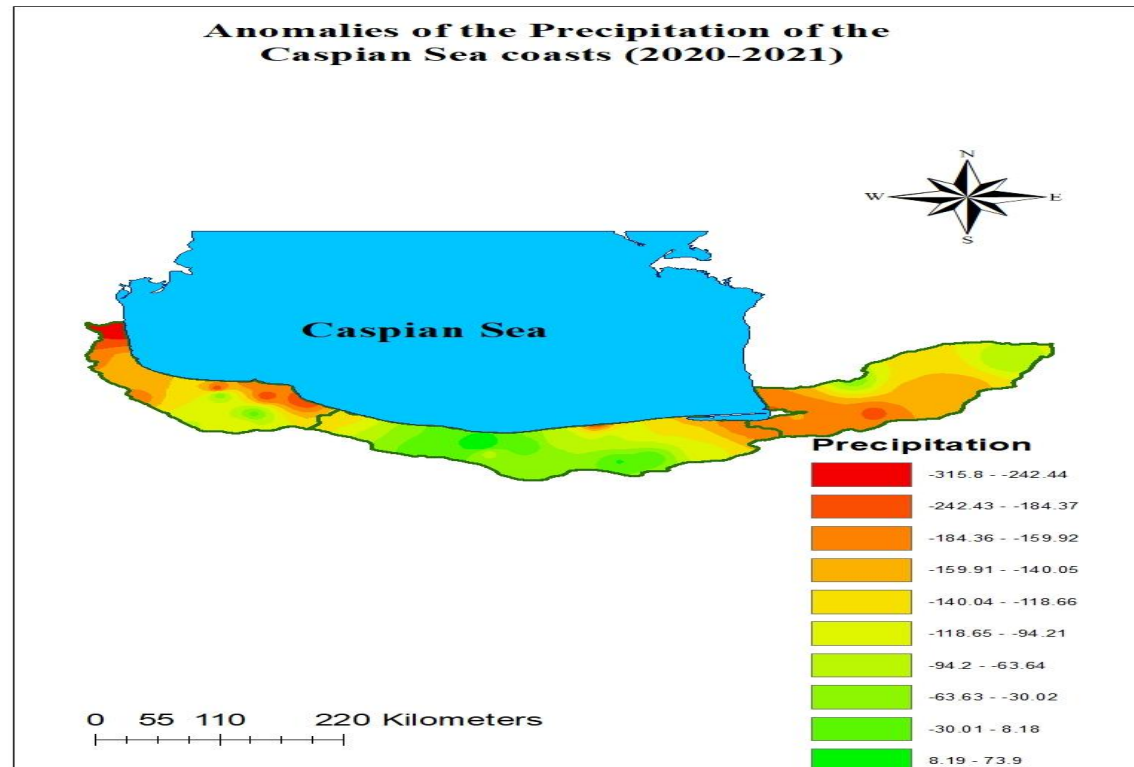 Anomalies of the Precipitation of the
Caspian Sea coasts (2020-2021)
N
W
E
S
Caspian Sea
Precipitation
-315.8 - -242.44
-242.43 - -184.37
-184.36 - -159.92
-159.91 - -140.05
-140.04 - -118.66
-118.65 - -94.21
-94.2 - -63.64
-63.63 - -30.02
-30.01 - 8.18
8.19 - 73.9
0 55 110 220 Kilometers